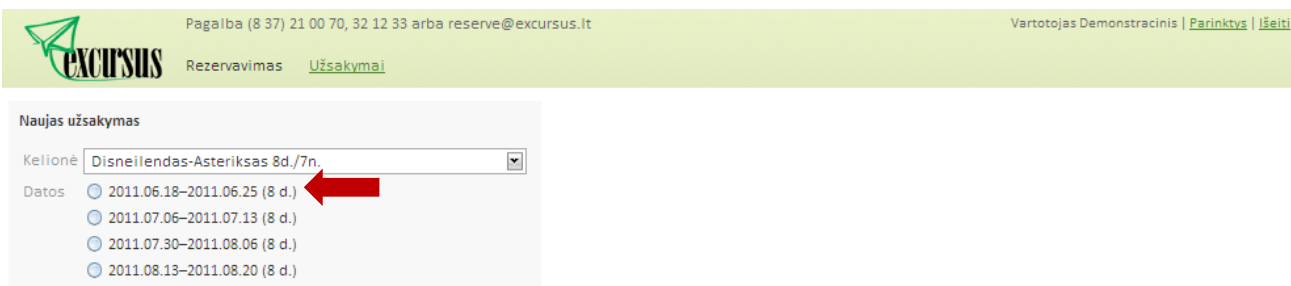 Pagalba (8 37) 21 00 70, 32 12 33 arba reserve@excursus.lt
Vartotojas Demonstracinis | Parinktys | Išeiti
excursus
Rezervavimas Užsakymai
Naujas užsakymas
Kelionė Disneilendas-Asteriksas 8d./7n.
Datos 2011.06.18–2011.06.25 (8 d.)
2011.07.06–2011.07.13 (8 d.)
2011.07.30–2011.08.06 (8 d.)
2011.08.13–2011.08.20 (8 d.)